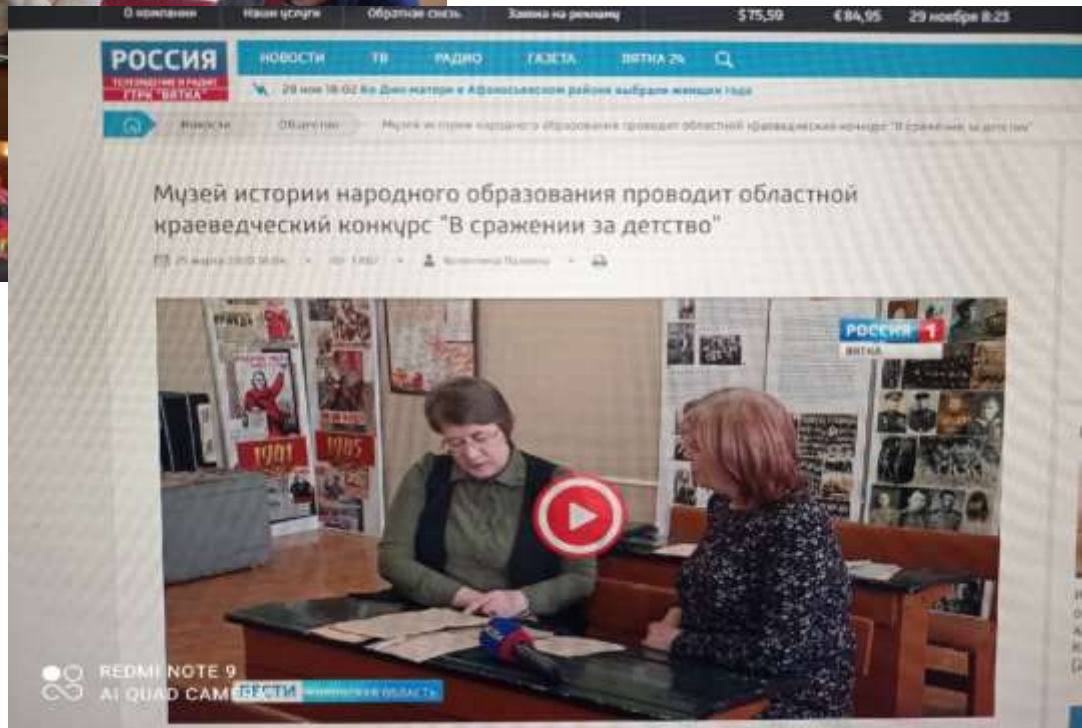 О компании Наши услуги Обратная связь Заявка на рекламу $75,59 €84,95 29 ноября 8:23
РОССИЯ
ТЕЛЕВИДЕНИЕ И РАДИО
ГТРК "ВЯТКА"
НОВОСТИ ТВ РАДИО ГАЗЕТА ВЯТКА 24
29 ноя 18:02 Ко Дню матери в Афанасьевском районе выбрали женщин года
Новости Общество Музей истории народного образования проводит областной краеведческий конкурс "В сражении за детство"
Музей истории народного образования проводит областной
краеведческий конкурс "В сражении за детство"
РОССИЯ 1
ВЯТКА
ПРАВДА
1941 1945
REDMI NOTE 9
AI QUAD CAM
ВЕСТИ ОБЛАСТЬ